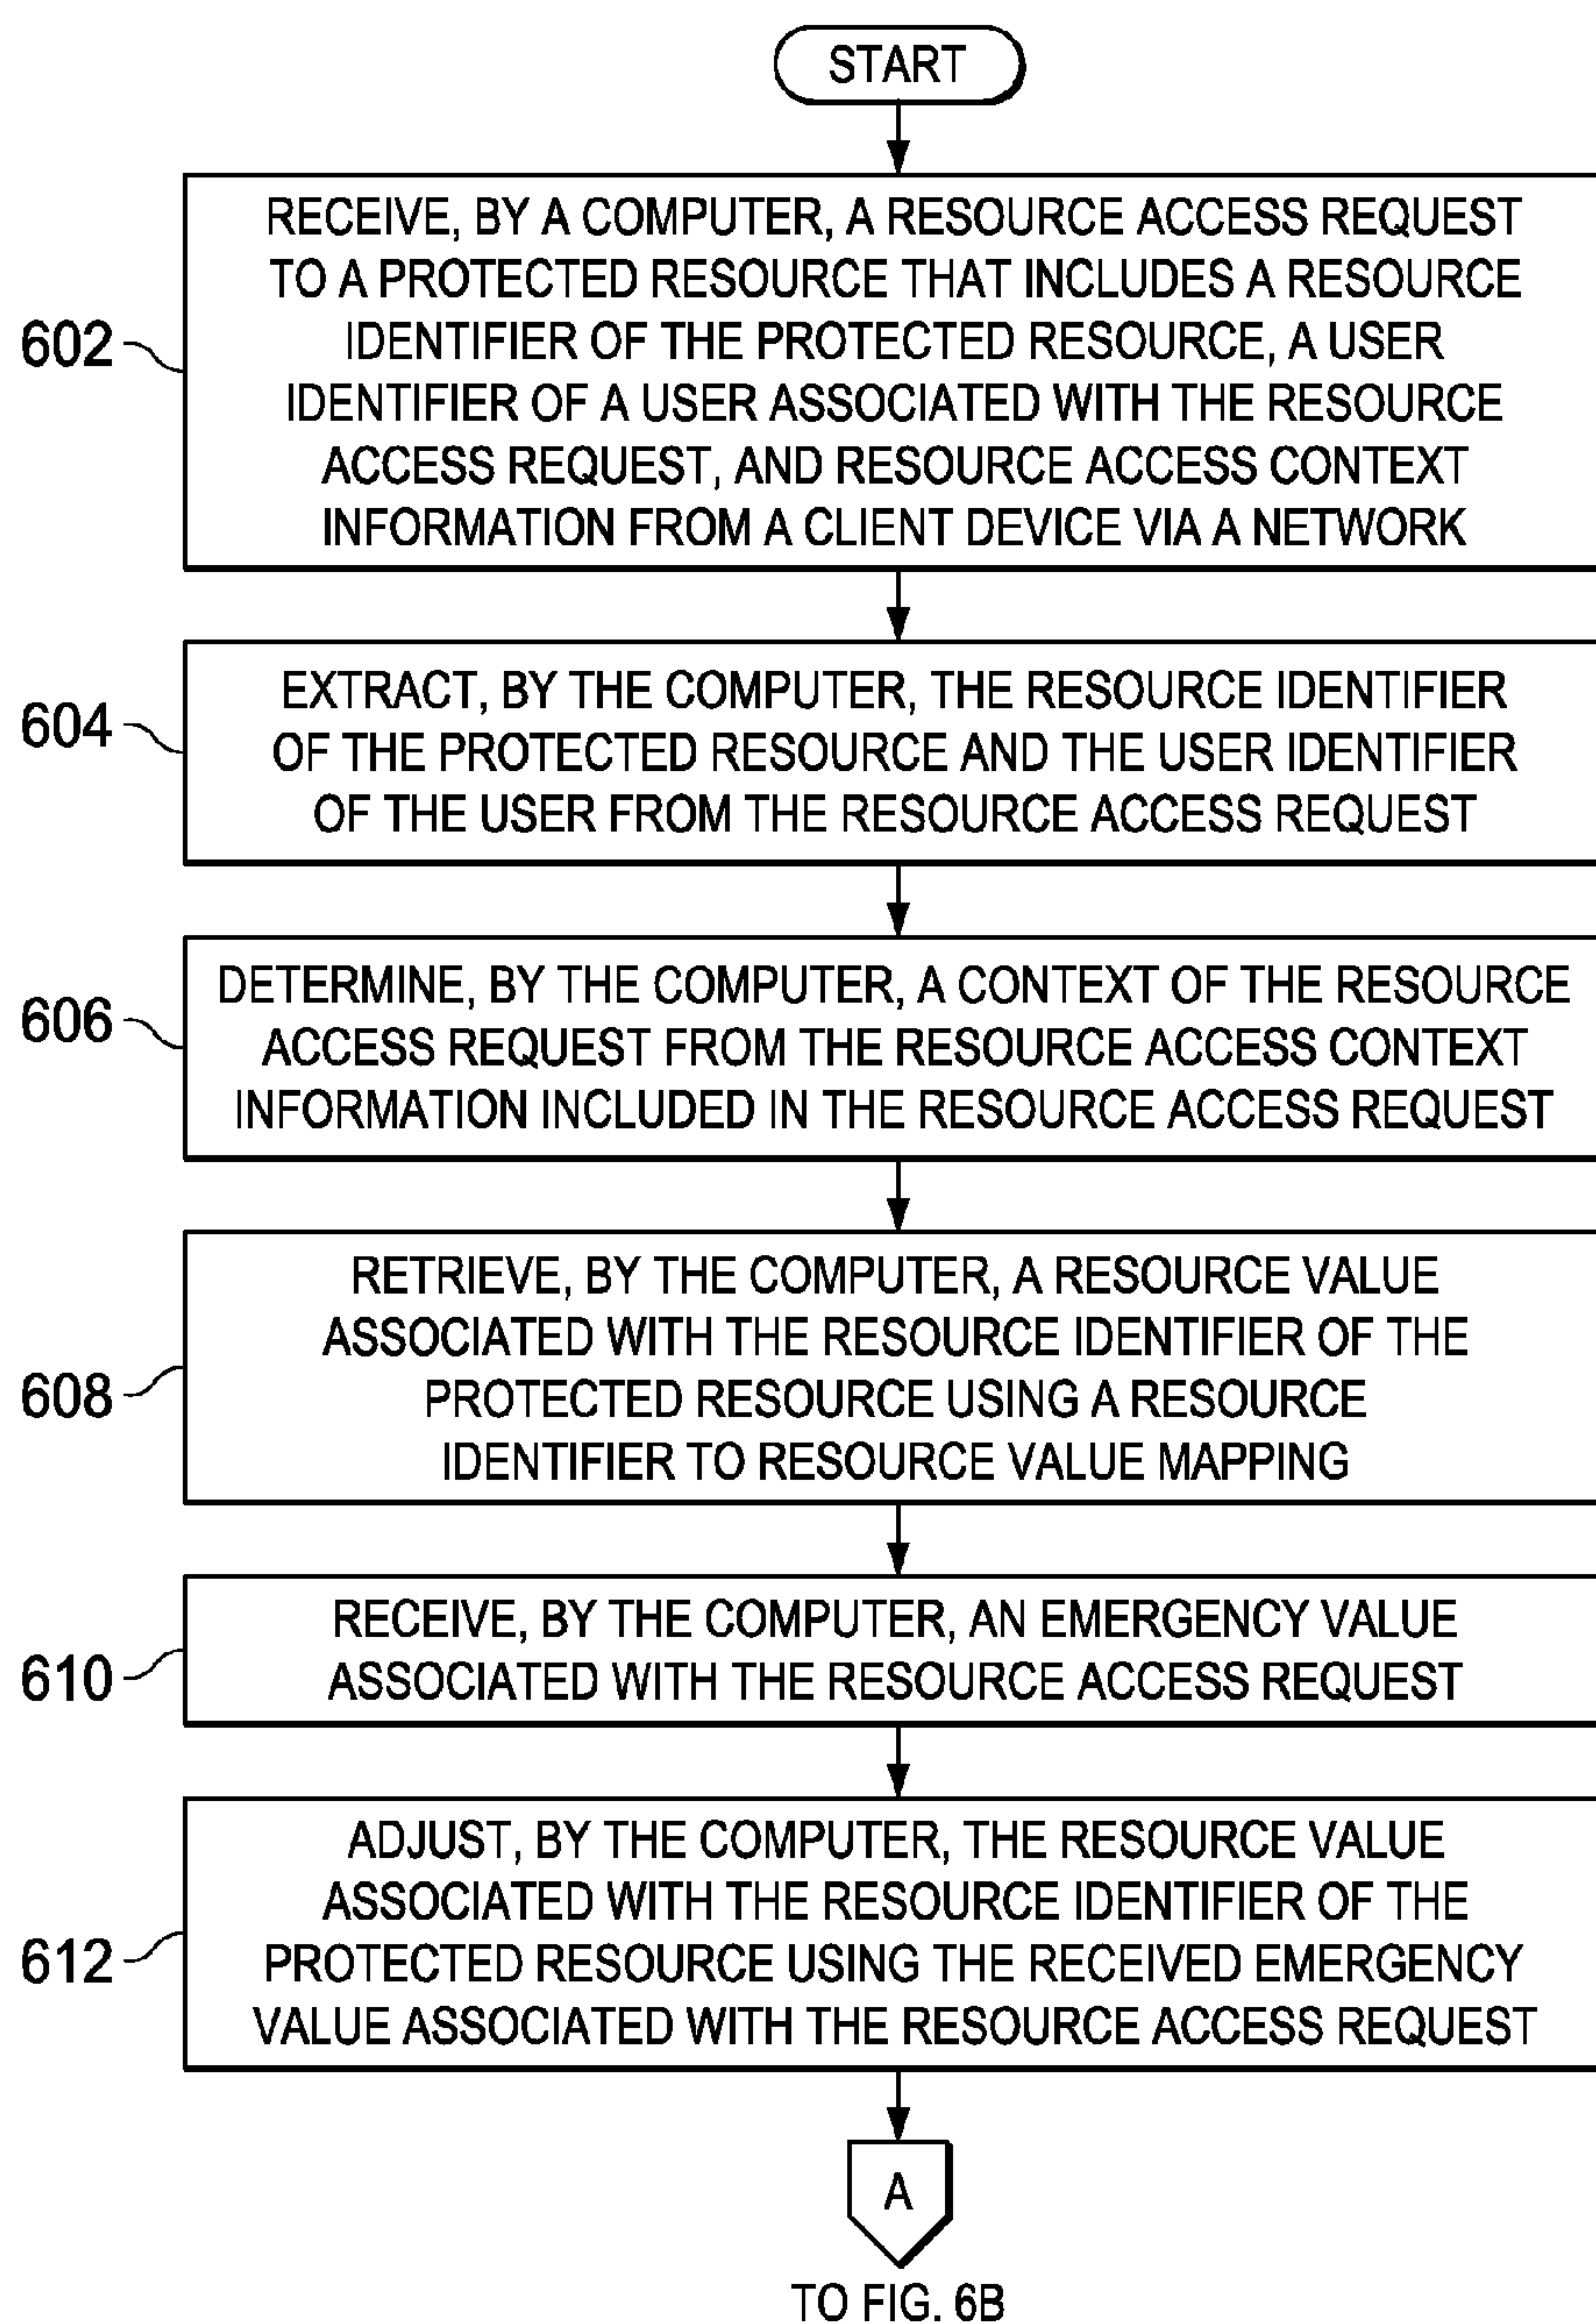 START
RECEIVE, BY A COMPUTER, A RESOURCE ACCESS REQUEST
TO A PROTECTED RESOURCE THAT INCLUDES A RESOURCE
IDENTIFIER OF THE PROTECTED RESOURCE, A USER
602
IDENTIFIER OF A USER ASSOCIATED WITH THE RESOURCE
ACCESS REQUEST, AND RESOURCE ACCESS CONTEXT
INFORMATION FROM A CLIENT DEVICE VIA A NETWORK
EXTRACT, BY THE COMPUTER, THE RESOURCE IDENTIFIER
604
OF THE PROTECTED RESOURCE AND THE USER IDENTIFIER
OF THE USER FROM THE RESOURCE ACCESS REQUEST
DETERMINE, BY THE COMPUTER, A CONTEXT OF THE RESOURCE
606
ACCESS REQUEST FROM THE RESOURCE ACCESS CONTEXT
INFORMATION INCLUDED IN THE RESOURCE ACCESS REQUEST
RETRIEVE, BY THE COMPUTER, A RESOURCE VALUE
ASSOCIATED WITH THE RESOURCE IDENTIFIER OF THE
608
PROTECTED RESOURCE USING A RESOURCE
IDENTIFIER TO RESOURCE VALUE MAPPING
RECEIVE, BY THE COMPUTER, AN EMERGENCY VALUE
610
ASSOCIATED WITH THE RESOURCE ACCESS REQUEST
ADJUST, BY THE COMPUTER, THE RESOURCE VALUE
ASSOCIATED WITH THE RESOURCE IDENTIFIER OF THE
612
PROTECTED RESOURCE USING THE RECEIVED EMERGENCY
VALUE ASSOCIATED WITH THE RESOURCE ACCESS REQUEST
A
TO FIG. 6B